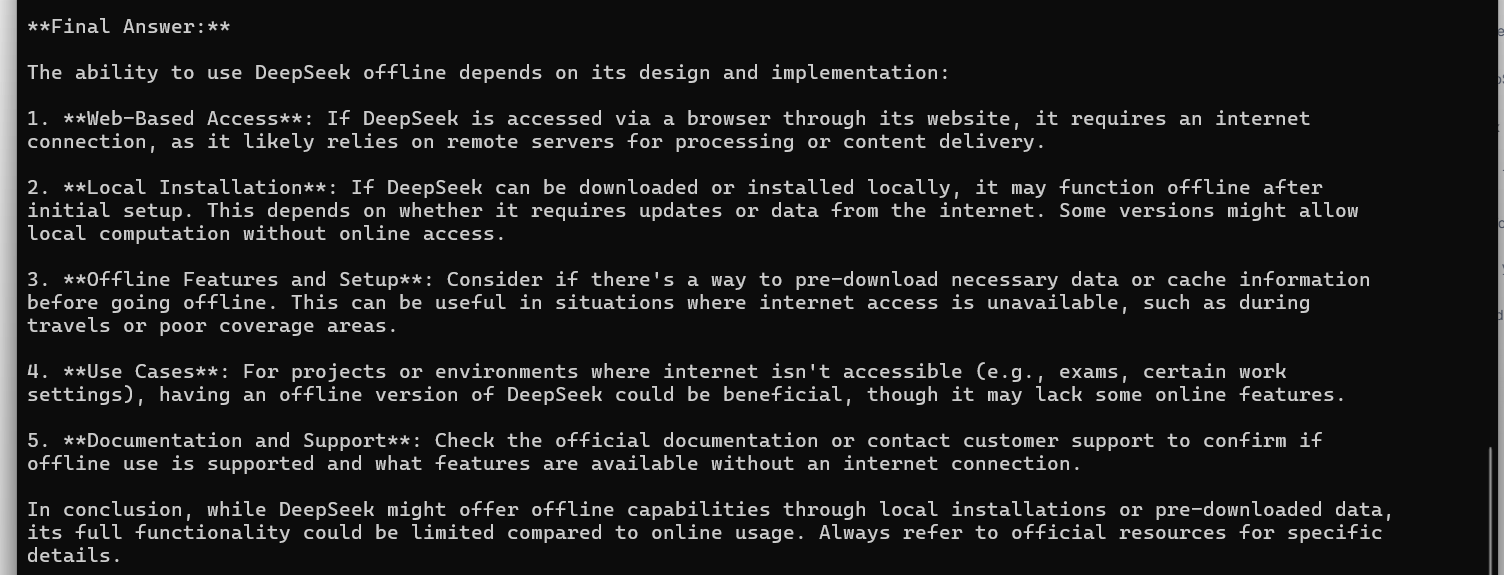 **Final Answer:**
The ability to use DeepSeek offline depends on its design and implementation:
1. **Web-Based Access**: If DeepSeek is accessed via a browser through its website, it requires an internet
connection, as it likely relies on remote servers for processing or content delivery.
2. **Local Installation**: If DeepSeek can be downloaded or installed locally, it may function offline after
initial setup. This depends on whether it requires updates or data from the internet. Some versions might allow
local computation without online access.
3. **Offline Features and Setup**: Consider if there's a way to pre-download necessary data or cache information
before going offline. This can be useful in situations where internet access is unavailable, such as during
travels or poor coverage areas.
4. **Use Cases**: For projects or environments where internet isn't accessible (e.g., exams, certain work
settings), having an offline version of DeepSeek could be beneficial, though it may lack some online features.
5. **Documentation and Support**: Check the official documentation or contact customer support to confirm if
offline use is supported and what features are available without an internet connection.
In conclusion, while DeepSeek might offer offline capabilities through local installations or pre-downloaded data,
its full functionality could be limited compared to online usage. Always refer to official resources for specific
details.